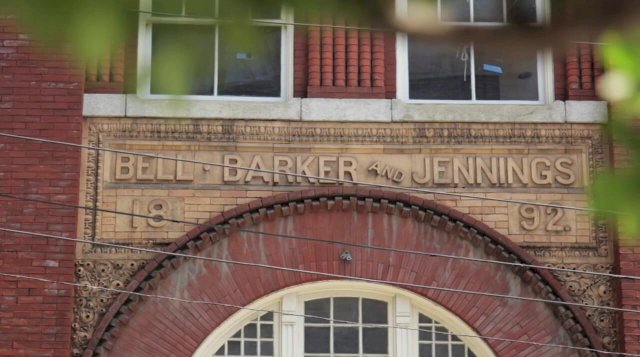 BELL · BARKER AND JENNINGS
18 92.